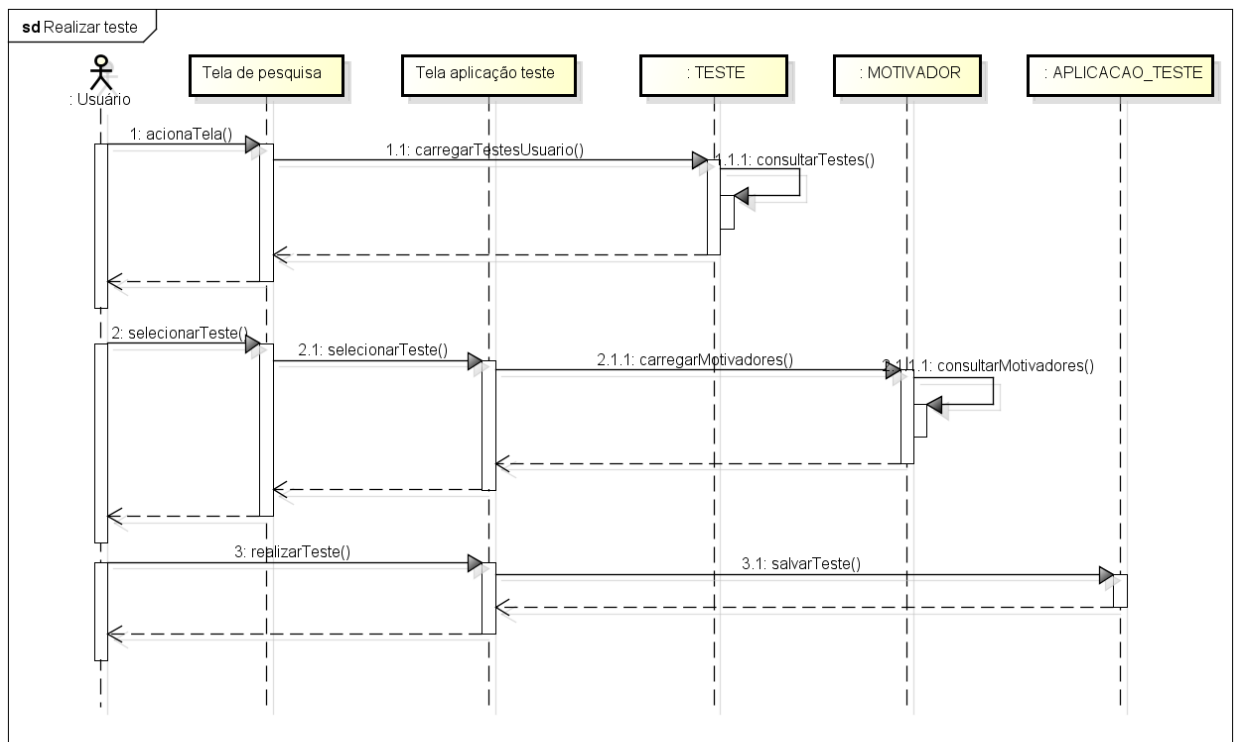 sd Realizar teste
: Usuário
Tela de pesquisa
Tela aplicação teste
: TESTE
: MOTIVADOR
: APLICACAO_TESTE
1: acionaTela()
1.1: carregarTestesUsuario()
1.1.1: consultarTestes()
2: selecionarTeste()
2.1: selecionarTeste()
2.1.1: carregarMotivadores()
2.1.1.1: consultarMotivadores()
3: realizarTeste()
3.1: salvarTeste()